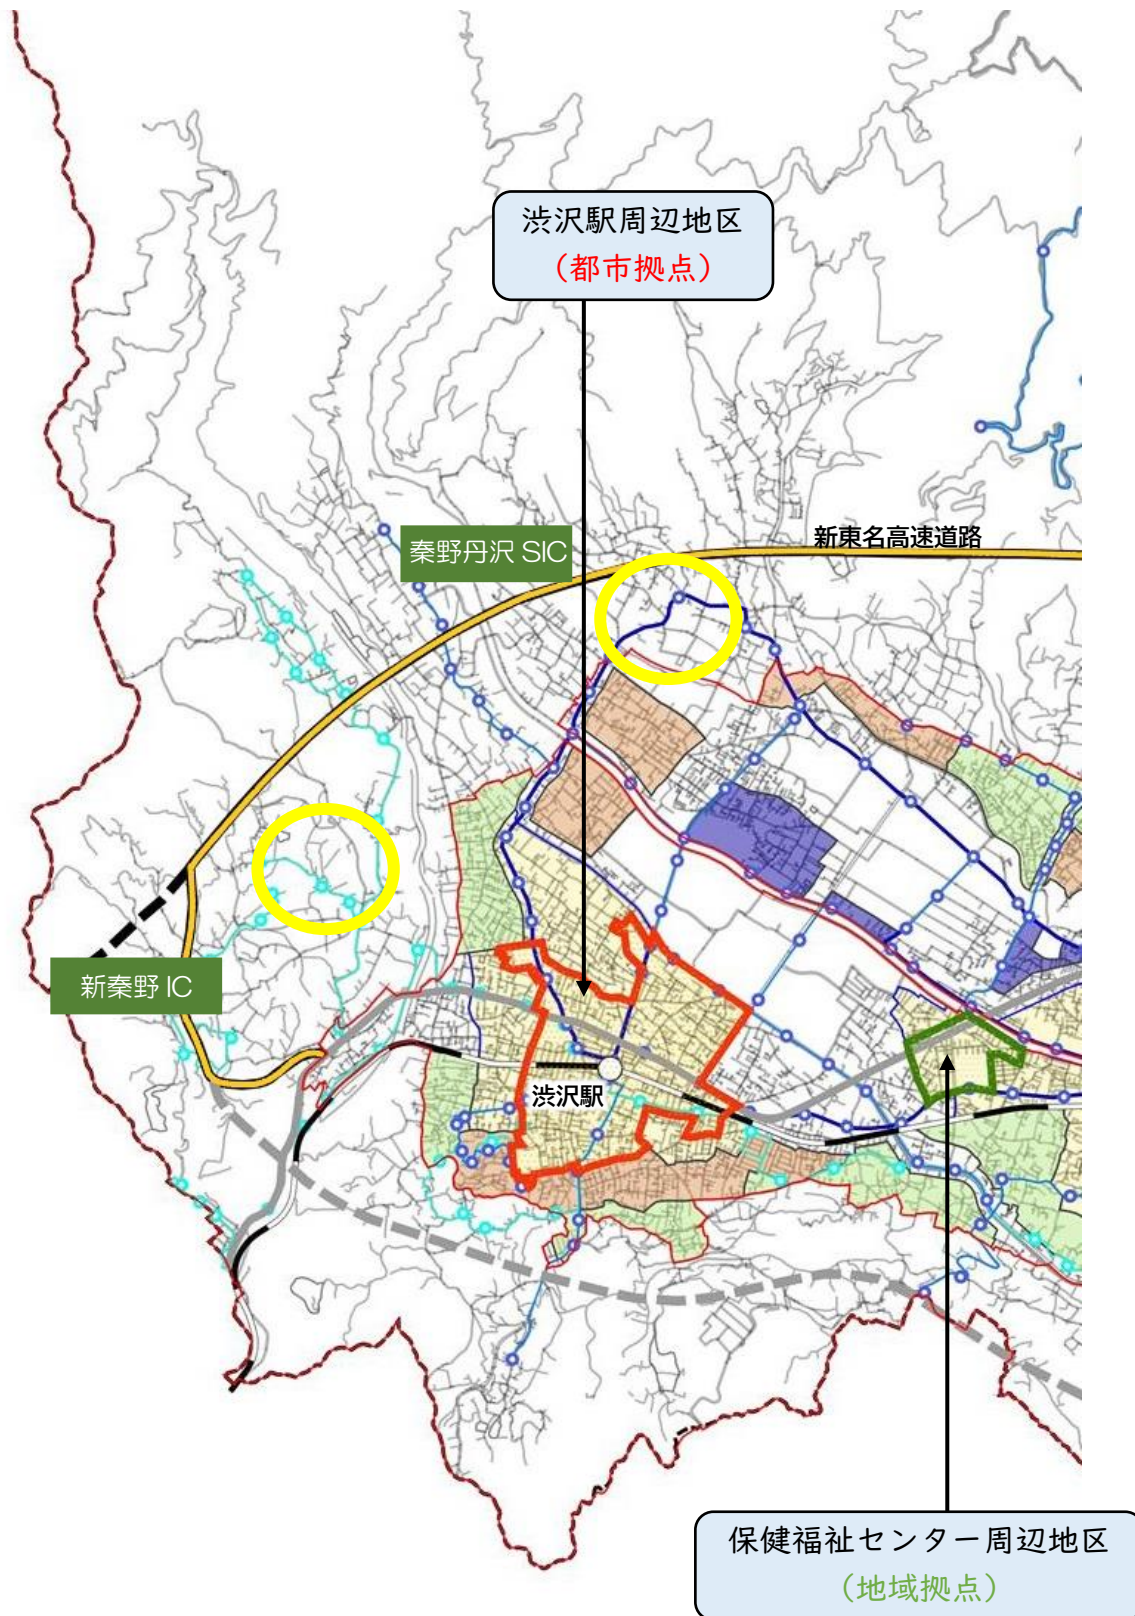 渋沢駅周辺地区
（都市拠点）
新東名高速道路
秦野丹沢 SIC
新秦野 IC
渋沢駅
保健福祉センター周辺地区
（地域拠点）